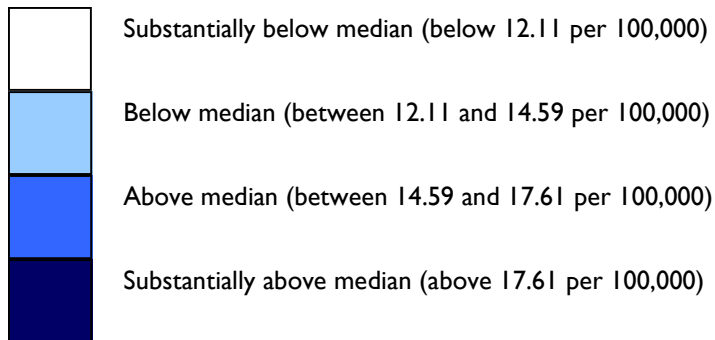 Substantially below median (below 12.11 per 100,000)
Below median (between 12.11 and 14.59 per 100,000)
Above median (between 14.59 and 17.61 per 100,000)
Substantially above median (above 17.61 per 100,000)